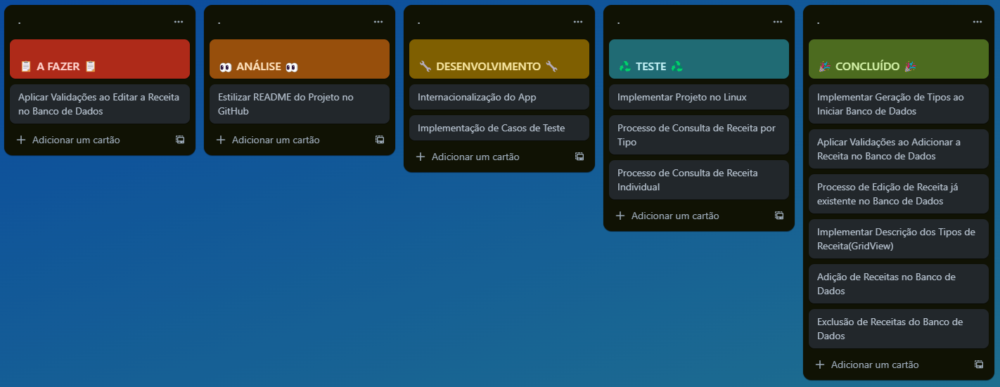 .
📋 A FAZER 📋
Aplicar Validações ao Editar a Receita
no Banco de Dados
Adicionar um cartão
.
👀 ANÁLISE 👀
Estilizar README do Projeto no
GitHub
Adicionar um cartão
.
🔧 DESENVOLVIMENTO 🔧
Internacionalização do App
Implementação de Casos de Teste
Adicionar um cartão
.
♻️ TESTE ♻️
Implementar Projeto no Linux
Processo de Consulta de Receita por
Tipo
Processo de Consulta de Receita
Individual
Adicionar um cartão
.
🎉 CONCLUÍDO 🎉
Implementar Geração de Tipos ao
Iniciar Banco de Dados
Aplicar Validações ao Adicionar a
Receita no Banco de Dados
Processo de Edição de Receita já
existente no Banco de Dados
Implementar Descrição dos Tipos de
Receita(GridView)
Adição de Receitas no Banco de
Dados
Exclusão de Receitas do Banco de
Dados
Adicionar um cartão